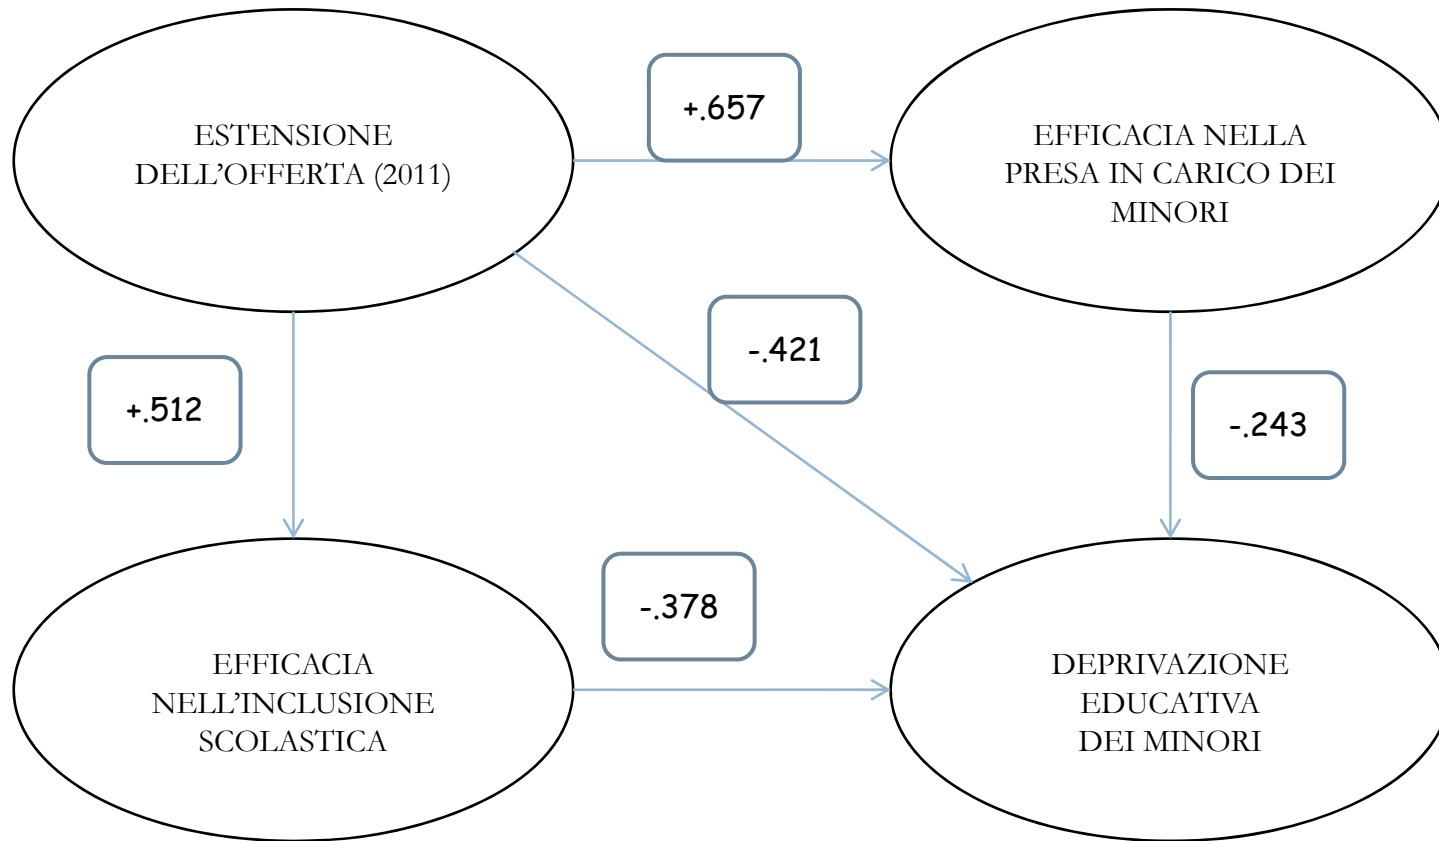 ESTENSIONE
DELL’OFFERTA (2011)
+.657
EFFICACIA NELLA
PRESA IN CARICO DEI
MINORI
+.512
-.421
-.243
EFFICACIA
NELL’INCLUSIONE
SCOLASTICA
-.378
DEPRIVAZIONE
EDUCATIVA
DEI MINORI